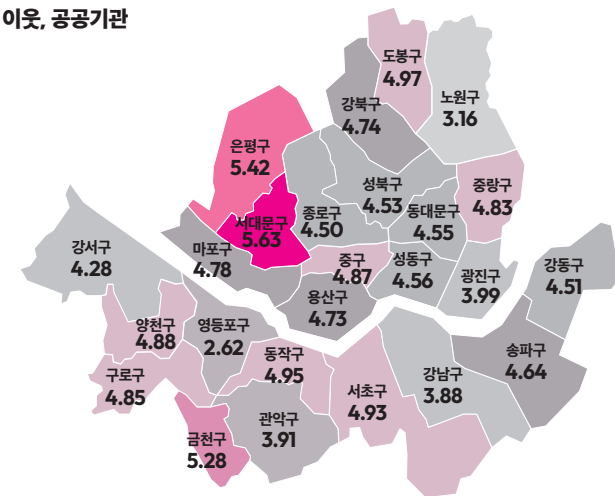 이웃, 공공기관
도봉구
4.97
노원구
3.16
강북구
4.74
은평구
5.42
성북구
4.53
중랑구
4.83
종로구
4.50
동대문구
4.55
서대문구
5.63
마포구
4.78
중구
4.87
성동구
4.56
광진구
3.99
강동구
4.51
강서구
4.28
용산구
4.73
양천구
4.88
영등포구
2.62
송파구
4.64
구로구
4.85
동작구
4.95
서초구
4.93
강남구
3.88
관악구
3.91
금천구
5.28